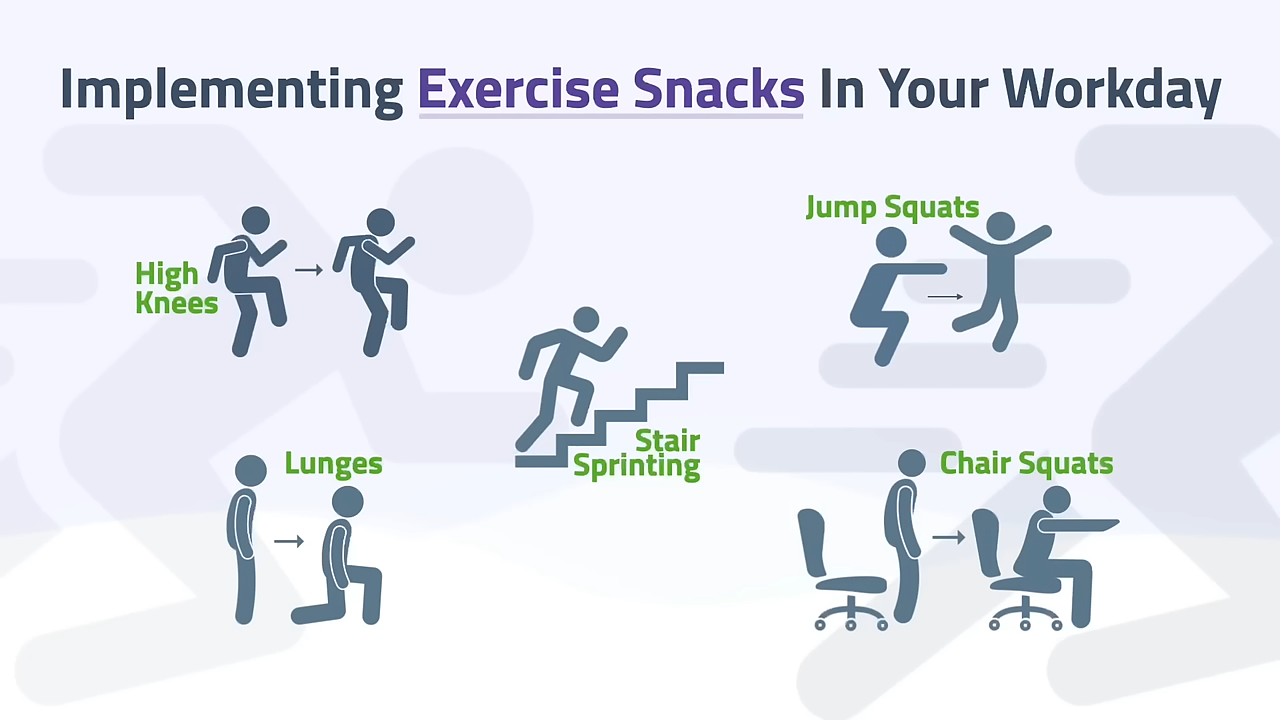 Implementing Exercise Snacks In Your Workday
High
Knees
Jump Squats
Stair
Sprinting
Lunges
Chair Squats